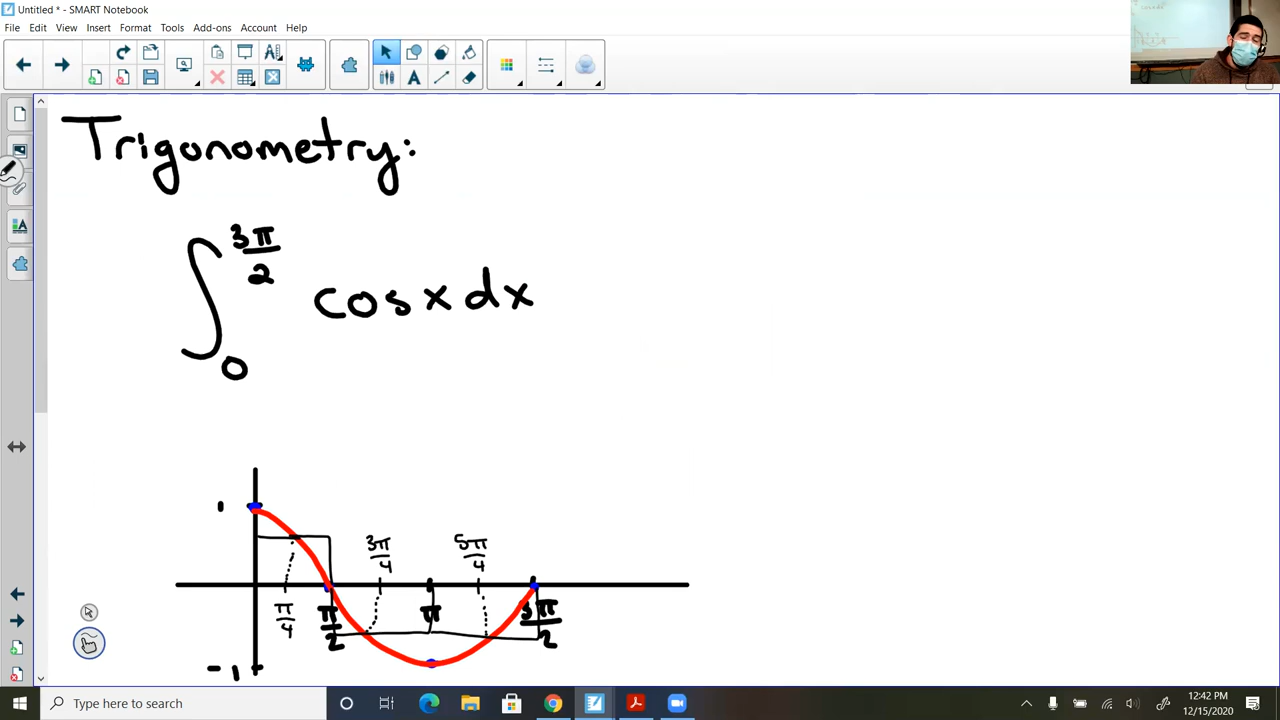 Untitled * - SMART Notebook
File Edit View Insert Format Tools Add-ons Account Help
Trigonometry:
∫₀^{3π/2} cos x dx
1
3π/4 5π/4
π/4 π/2 π 3π/2
-1
Type here to search
12:42 PM
12/15/2020